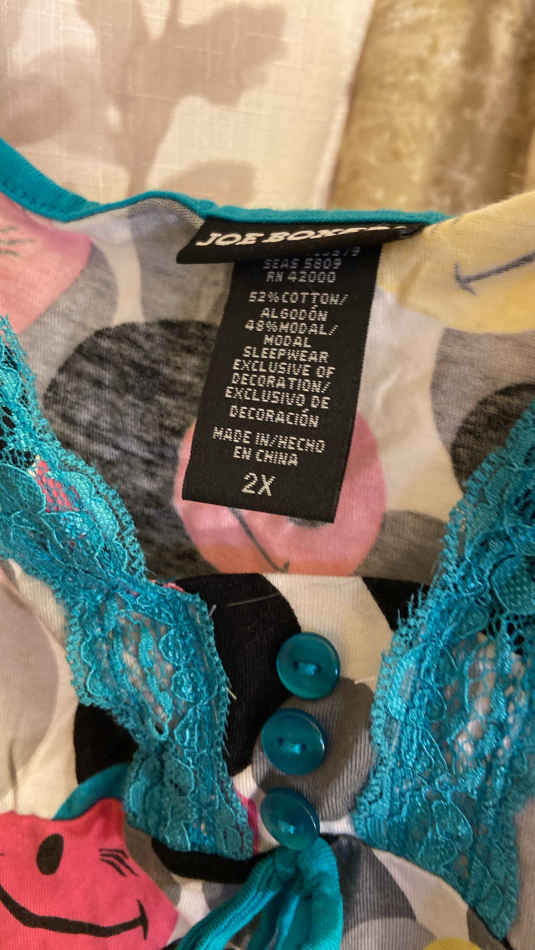 JOE BOXER
SEAS 5809
RN 42000
52%COTTON/
ALGODÓN
48%MODAL/
MODAL
SLEEPWEAR
EXCLUSIVE OF
DECORATION/
EXCLUSIVO DE
DECORACIÓN
MADE IN/HECHO
EN CHINA
2X